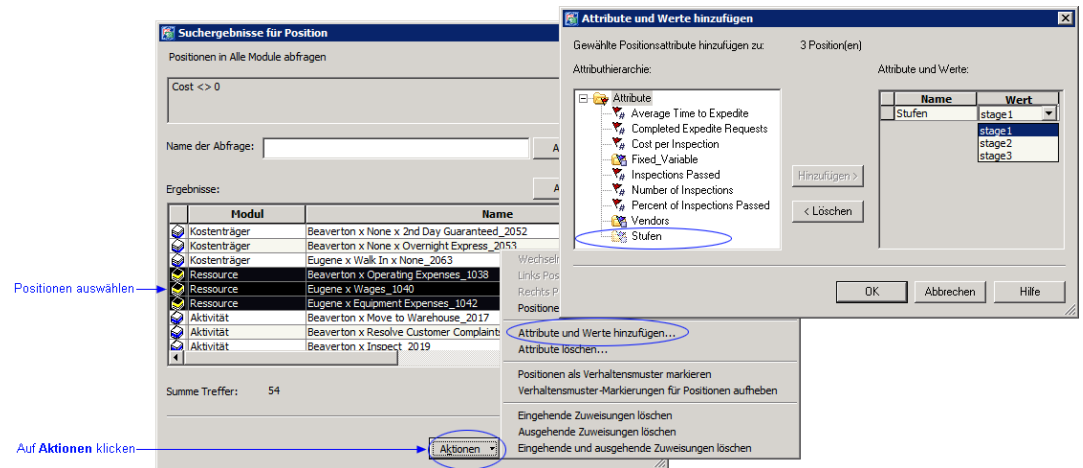 Suchergebnisse für Position
Positionen in Alle Module abfragen
Cost <> 0
Name der Abfrage:
A
Ergebnisse:
A
Modul Name
Kostenträger Beaverton x None x 2nd Day Guaranteed_2052
Kostenträger Beaverton x None x Overnight Express_2053
Kostenträger Eugene x Walk In x None_2063
Ressource Beaverton x Operating Expenses_1038
Ressource Eugene x Wages_1040
Ressource Eugene x Equipment Expenses_1042
Aktivität Beaverton x Move to Warehouse_2017
Aktivität Beaverton x Resolve Customer Complaint
Aktivität Beaverton x Inspect_2019
Summe Treffer: 54
Aktionen
Positionen auswählen
Auf Aktionen klicken
Wechseln
Links Pos
Rechts P
Positione
Attribute und Werte hinzufügen...
Attribute löschen...
Positionen als Verhaltensmuster markieren
Verhaltensmuster-Markierungen für Positionen aufheben
Eingehende Zuweisungen löschen
Ausgehende Zuweisungen löschen
Eingehende und ausgehende Zuweisungen löschen
Attribute und Werte hinzufügen
Gewählte Positionsattribute hinzufügen zu: 3 Position(en)
Attributhierarchie:
Attribute
Average Time to Expedite
Completed Expedite Requests
Cost per Inspection
Fixed_Variable
Inspections Passed
Number of Inspections
Percent of Inspections Passed
Vendors
Stufen
Hinzufügen >
< Löschen
Attribute und Werte:
Name Wert
Stufen stage1
stage1
stage2
stage3
OK Abbrechen Hilfe